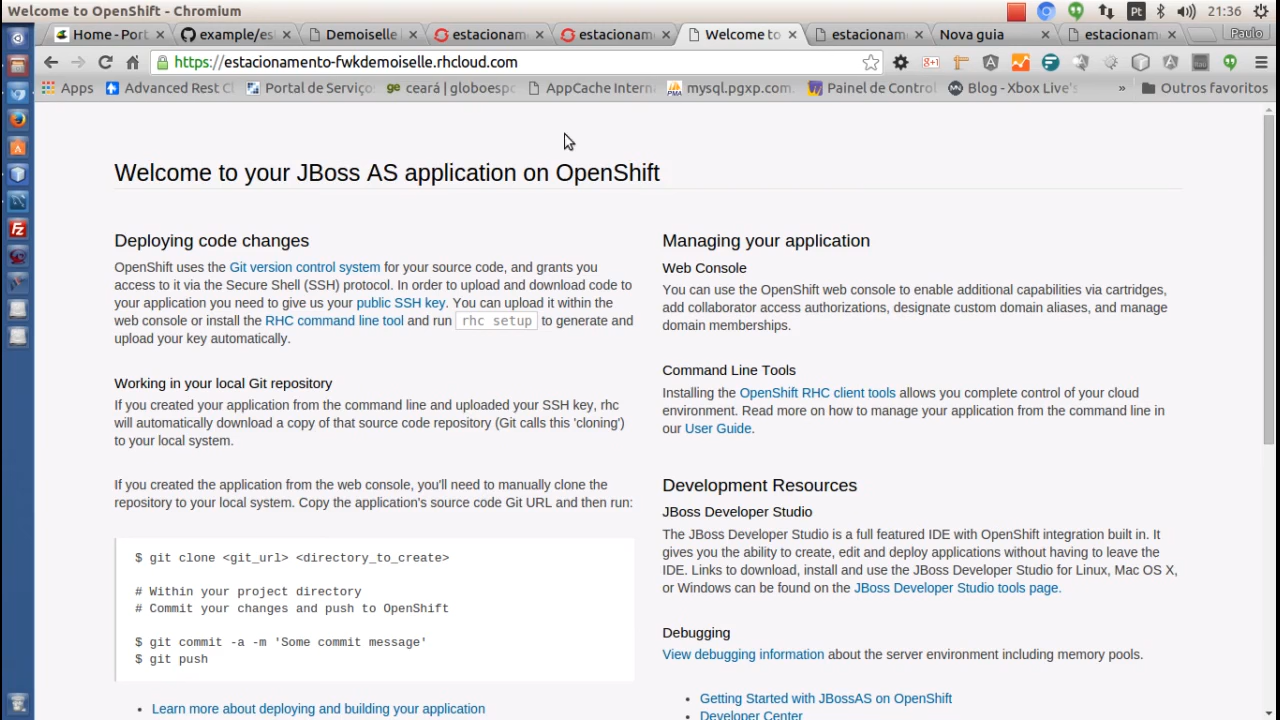 Welcome to OpenShift - Chromium
Pt
21:36
Home - Port
example/es
Demoiselle
estacionam
estacionam
Welcome to
estacionam
Nova guia
estacionam
Paulo
https://estacionamento-fwkdemoiselle.rhcloud.com
Apps
Advanced Rest Cl
Portal de Serviço
ge ceará | globoespo
AppCache Intern
mysql.pgxp.com.
Painel de Control
Blog - Xbox Live's
»
Outros favoritos
Welcome to your JBoss AS application on OpenShift
Deploying code changes
OpenShift uses the Git version control system for your source code, and grants you
access to it via the Secure Shell (SSH) protocol. In order to upload and download code to
your application you need to give us your public SSH key. You can upload it within the
web console or install the RHC command line tool and run rhc setup to generate and
upload your key automatically.
Working in your local Git repository
If you created your application from the command line and uploaded your SSH key, rhc
will automatically download a copy of that source code repository (Git calls this 'cloning')
to your local system.
If you created the application from the web console, you'll need to manually clone the
repository to your local system. Copy the application's source code Git URL and then run:
$ git clone <git_url> <directory_to_create>
# Within your project directory
# Commit your changes and push to OpenShift
$ git commit -a -m 'Some commit message'
$ git push
• Learn more about deploying and building your application
Managing your application
Web Console
You can use the OpenShift web console to enable additional capabilities via cartridges,
add collaborator access authorizations, designate custom domain aliases, and manage
domain memberships.
Command Line Tools
Installing the OpenShift RHC client tools allows you complete control of your cloud
environment. Read more on how to manage your application from the command line in
our User Guide.
Development Resources
JBoss Developer Studio
The JBoss Developer Studio is a full featured IDE with OpenShift integration built in. It
gives you the ability to create, edit and deploy applications without having to leave the
IDE. Links to download, install and use the JBoss Developer Studio for Linux, Mac OS X,
or Windows can be found on the JBoss Developer Studio tools page.
Debugging
View debugging information about the server environment including memory pools.
• Getting Started with JBossAS on OpenShift
• Developer Center